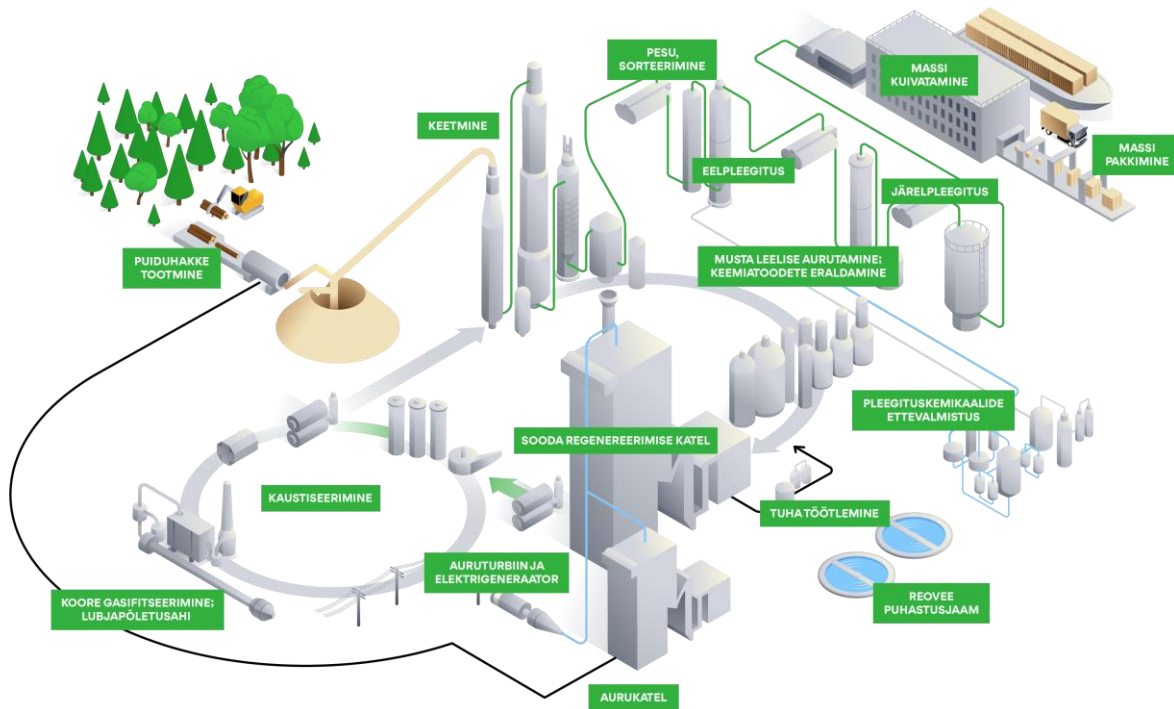 PESU,
SORTEERIMINE
MASSI
KUIVATAMINE
KEETMINE
MASSI
PAKKIMINE
EELPLEEGITUS
JÄRELPLEEGITUS
PUIDUHAKKE
TOOTMINE
MUSTA LEELISE AURUTAMINE;
KEEMIATOODETE ERALDAMINE
PLEEGITUSKEMIKAALIDE
ETTEVALMISTUS
SOODA REGENEREERIMISE KATEL
KAUSTISEERIMINE
TUHA TÖÖTLEMINE
AURUTURBIIN JA
ELEKTRIGENERAATOR
KOORE GASIFITSEERIMINE;
LUBJAPÕLETUSAHI
REOVEE
PUHASTUSJAAM
AURUKATEL